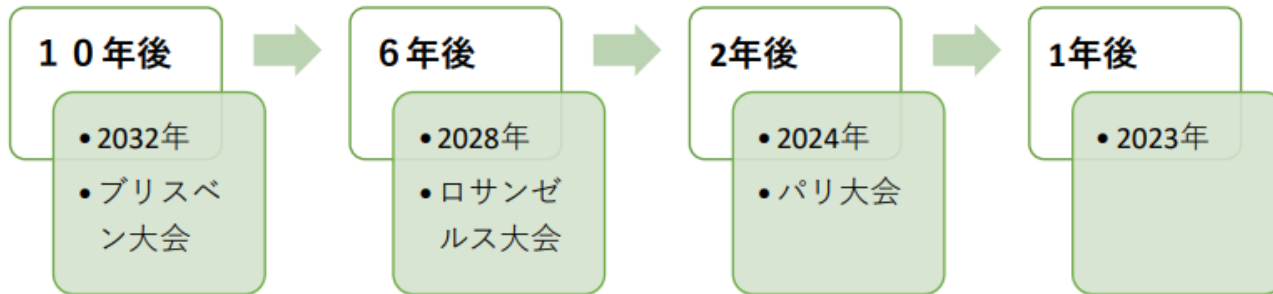 １０年後
• 2032年
• ブリスベ
ン大会
６年後
• 2028年
• ロサンゼ
ルス大会
2年後
• 2024年
• パリ大会
1年後
• 2023年